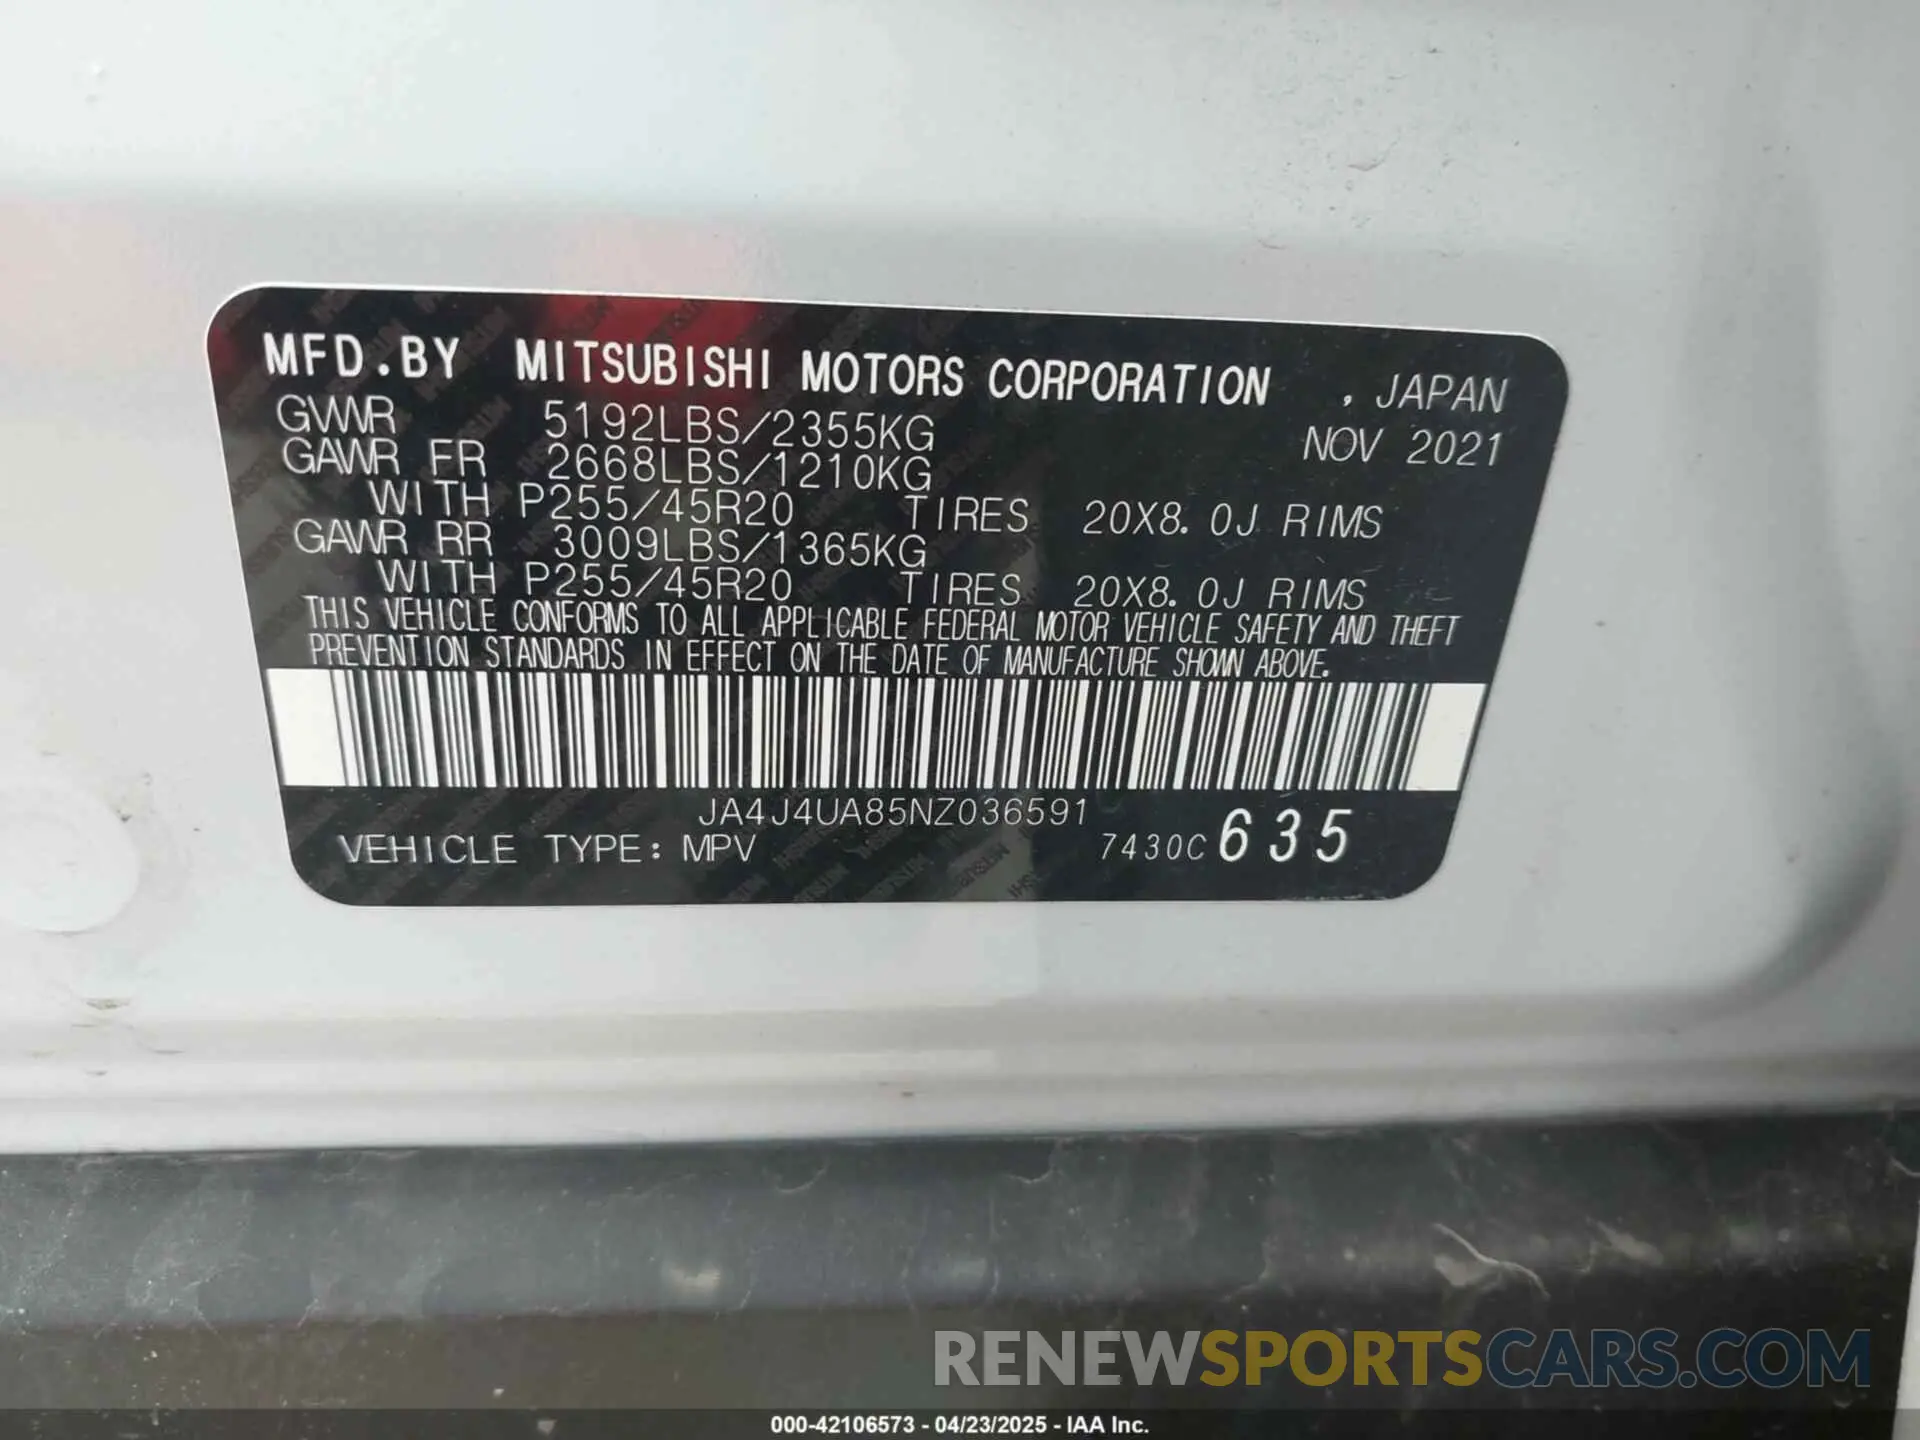 MFD.BY MITSUBISHI MOTORS CORPORATION , JAPAN
GVWR 5192LBS/2355KG NOV 2021
GAWR FR 2668LBS/1210KG
WITH P255/45R20 TIRES 20X8.0J RIMS
GAWR RR 3009LBS/1365KG
WITH P255/45R20 TIRES 20X8.0J RIMS
THIS VEHICLE CONFORMS TO ALL APPLICABLE FEDERAL MOTOR VEHICLE SAFETY AND THEFT
PREVENTION STANDARDS IN EFFECT ON THE DATE OF MANUFACTURE SHOWN ABOVE.
JA4J4UA85NZ036591
VEHICLE TYPE: MPV 7430C 635
RENEWSPORTSCARS.COM
000-42106573 - 04/23/2025 - IAA Inc.